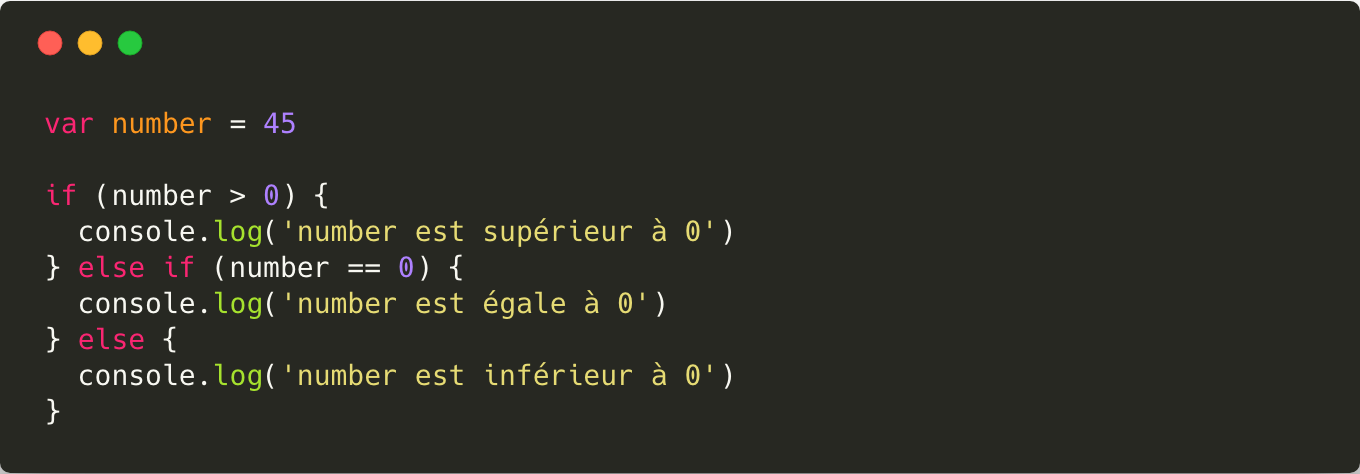 var number = 45
if (number > 0) {
  console.log('number est supérieur à 0')
} else if (number == 0) {
  console.log('number est égale à 0')
} else {
  console.log('number est inférieur à 0')
}